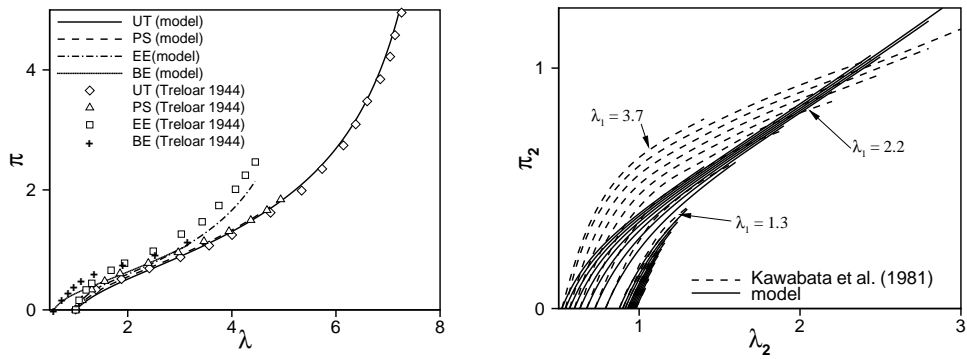 UT (model)
PS (model)
EE(model)
BE (model)
UT (Treloar 1944)
PS (Treloar 1944)
EE (Treloar 1944)
BE (Treloar 1944)
π
0
2
4
2
4
6
8
λ
π2
0
1
λ1 = 3.7
λ1 = 2.2
λ1 = 1.3
Kawabata et al. (1981)
model
1
2
3
λ2